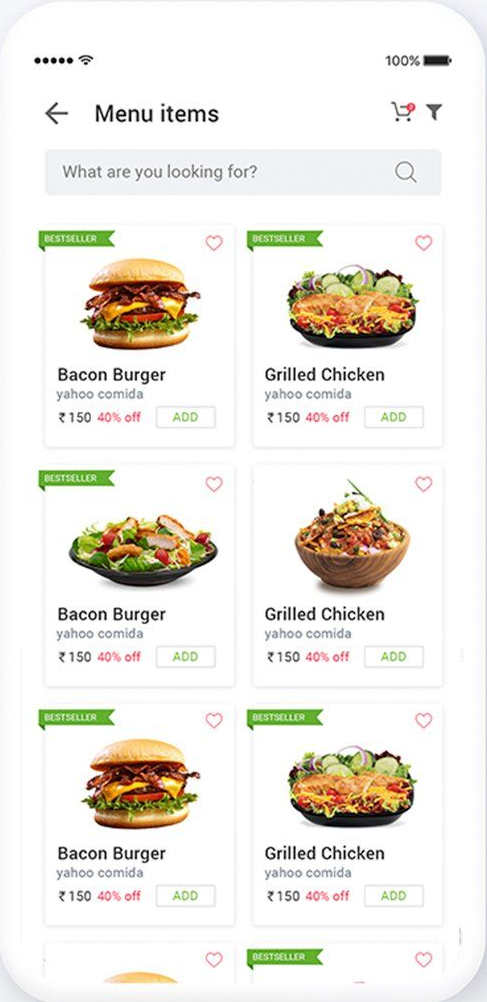 100%
Menu items
What are you looking for?
BESTSELLER
Bacon Burger
yahoo comida
₹150 40% off ADD
BESTSELLER
Grilled Chicken
yahoo comida
₹150 40% off ADD
BESTSELLER
Bacon Burger
yahoo comida
₹150 40% off ADD
Grilled Chicken
yahoo comida
₹150 40% off ADD
BESTSELLER
Bacon Burger
yahoo comida
₹150 40% off ADD
BESTSELLER
Grilled Chicken
yahoo comida
₹150 40% off ADD
BESTSELLER